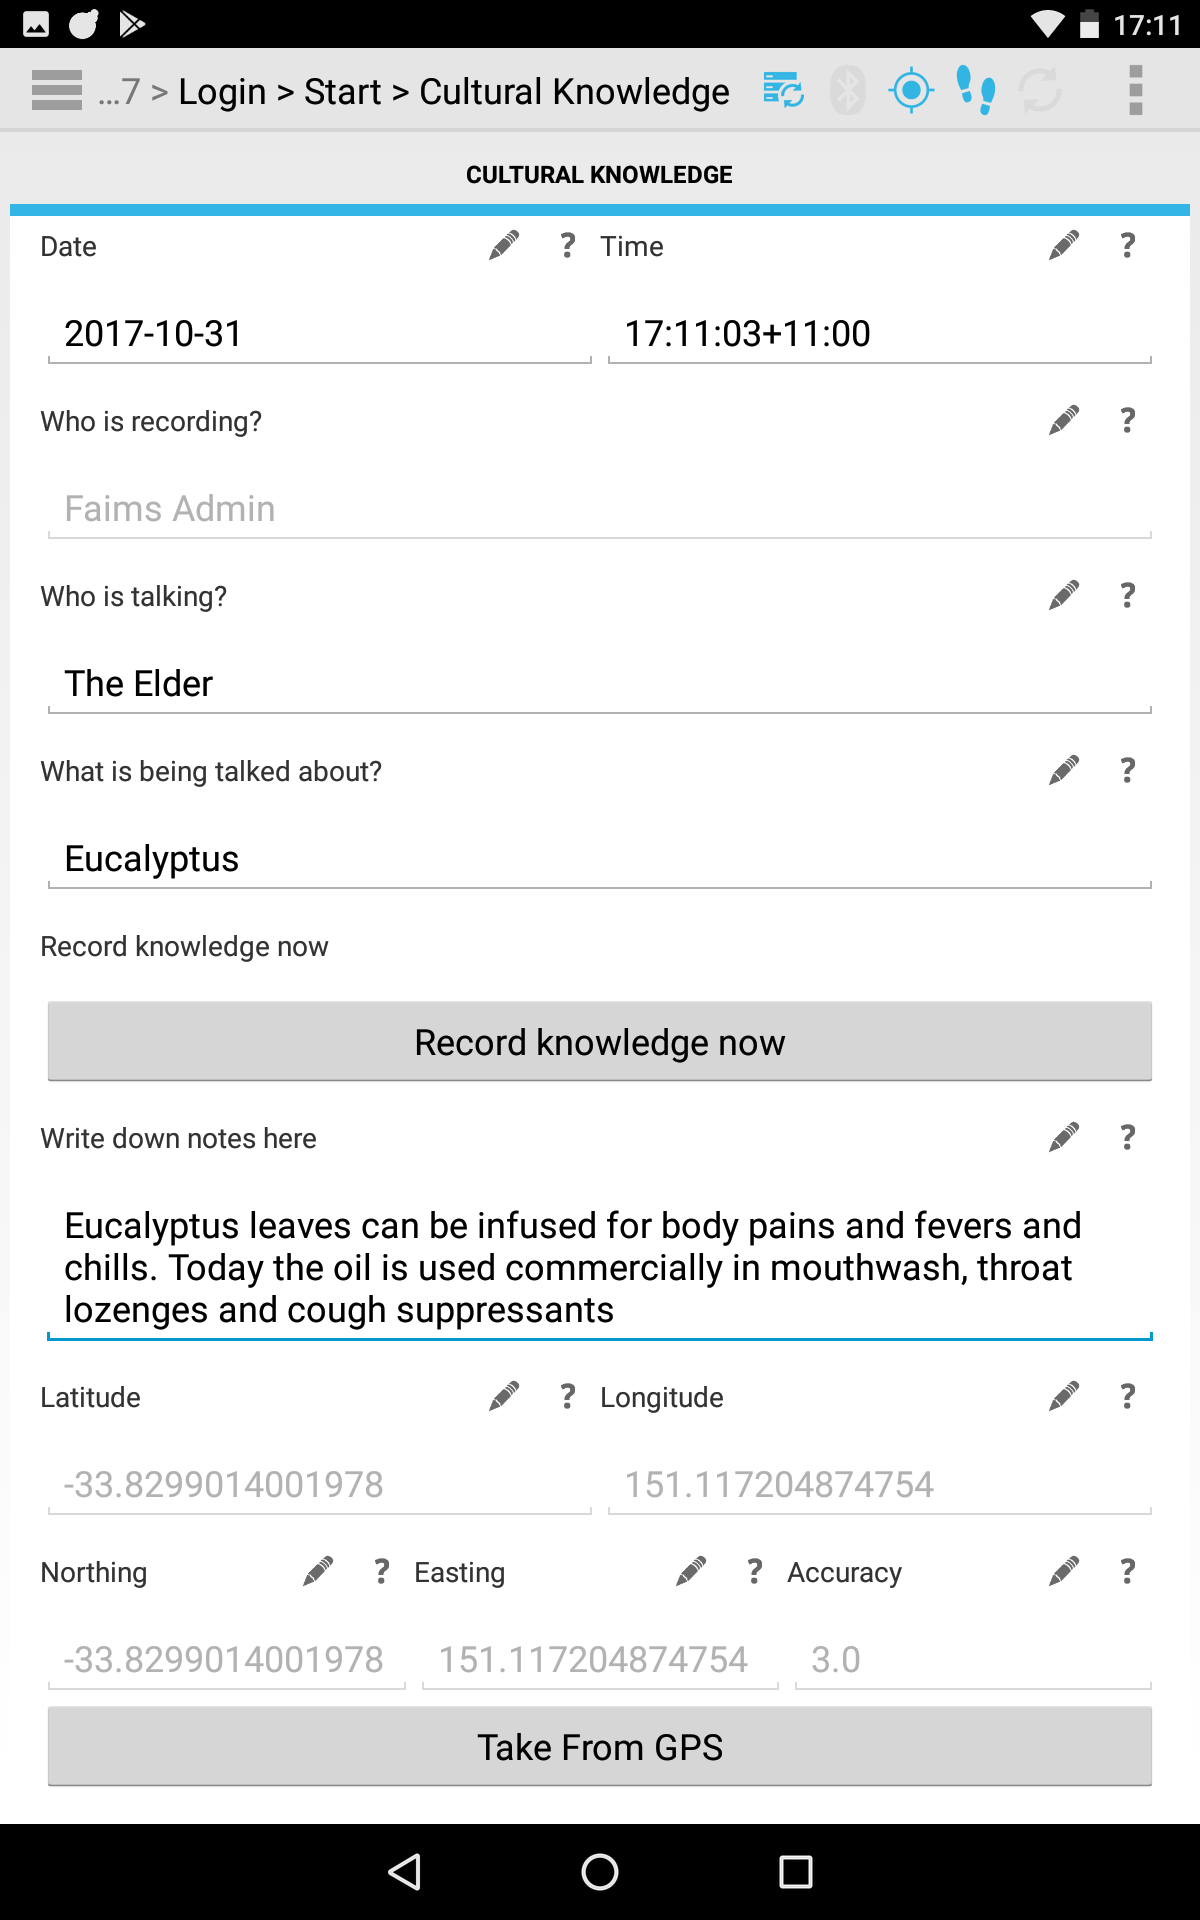 17:11
...7 > Login > Start > Cultural Knowledge
CULTURAL KNOWLEDGE
Date ? Time ?
2017-10-31 17:11:03+11:00
Who is recording? ?
Faims Admin
Who is talking? ?
The Elder
What is being talked about? ?
Eucalyptus
Record knowledge now
Record knowledge now
Write down notes here ?
Eucalyptus leaves can be infused for body pains and fevers and
chills. Today the oil is used commercially in mouthwash, throat
lozenges and cough suppressants
Latitude ? Longitude ?
-33.8299014001978 151.117204874754
Northing ? Easting ? Accuracy ?
-33.8299014001978 151.117204874754 3.0
Take From GPS